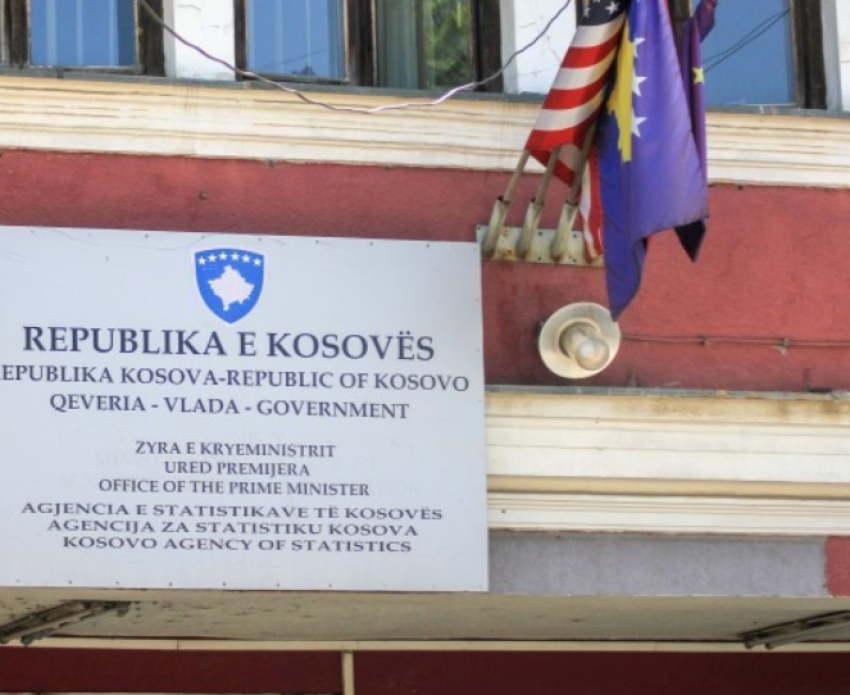 REPUBLIKA E KOSOVËS
EPUBLIKA KOSOVA-REPUBLIC OF KOSOVO
QEVERIA - VLADA - GOVERNMENT
ZYRA E KRYEMINISTRIT
URED PREMIJERA
OFFICE OF THE PRIME MINISTER
AGJENCIA E STATISTIKAVE TË KOSOVËS
AGENCIJA ZA STATISTIKU KOSOVA
KOSOVO AGENCY OF STATISTICS